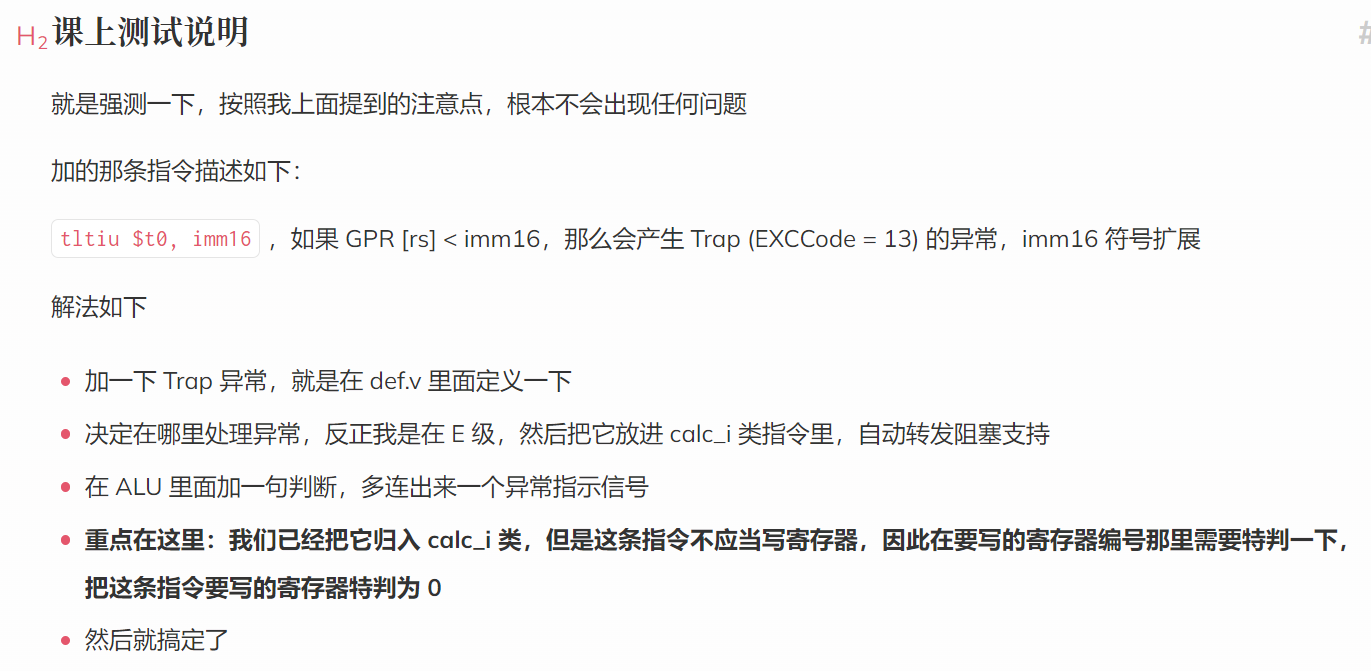 H2课上测试说明
#
就是强测一下，按照我上面提到的注意点，根本不会出现任何问题
加的那条指令描述如下：
tltiu $t0, imm16 ，如果 GPR [rs] < imm16，那么会产生 Trap (EXCCode = 13) 的异常，imm16 符号扩展
解法如下
加一下 Trap 异常，就是在 def.v 里面定义一下
决定在哪里处理异常，反正我是在 E 级，然后把它放进 calc_i 类指令里，自动转发阻塞支持
在 ALU 里面加一句判断，多连出来一个异常指示信号
重点在这里：我们已经把它归入 calc_i 类，但是这条指令不应当写寄存器，因此在要写的寄存器编号那里需要特判一下，
把这条指令要写的寄存器特判为 0
然后就搞定了